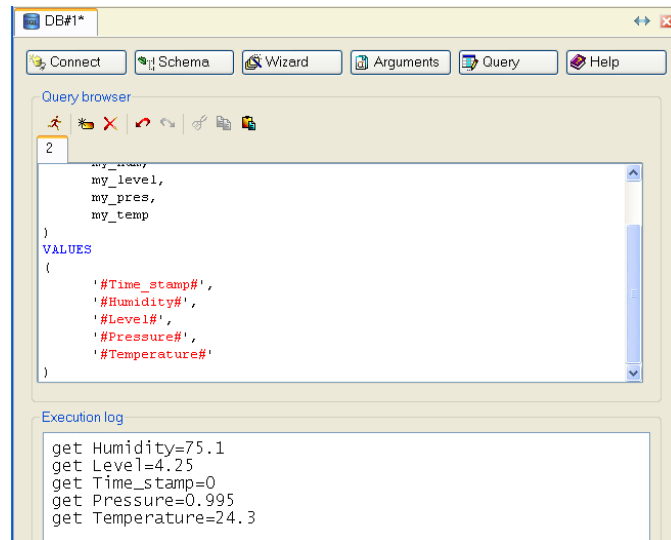 DB#1*
Connect Schema Wizard Arguments Query Help
Query browser
2
my_level,
my_pres,
my_temp
)
VALUES
(
'#Time_stamp#',
'#Humidity#',
'#Level#',
'#Pressure#',
'#Temperature#'
)
Execution log
get Humidity=75.1
get Level=4.25
get Time_stamp=0
get Pressure=0.995
get Temperature=24.3